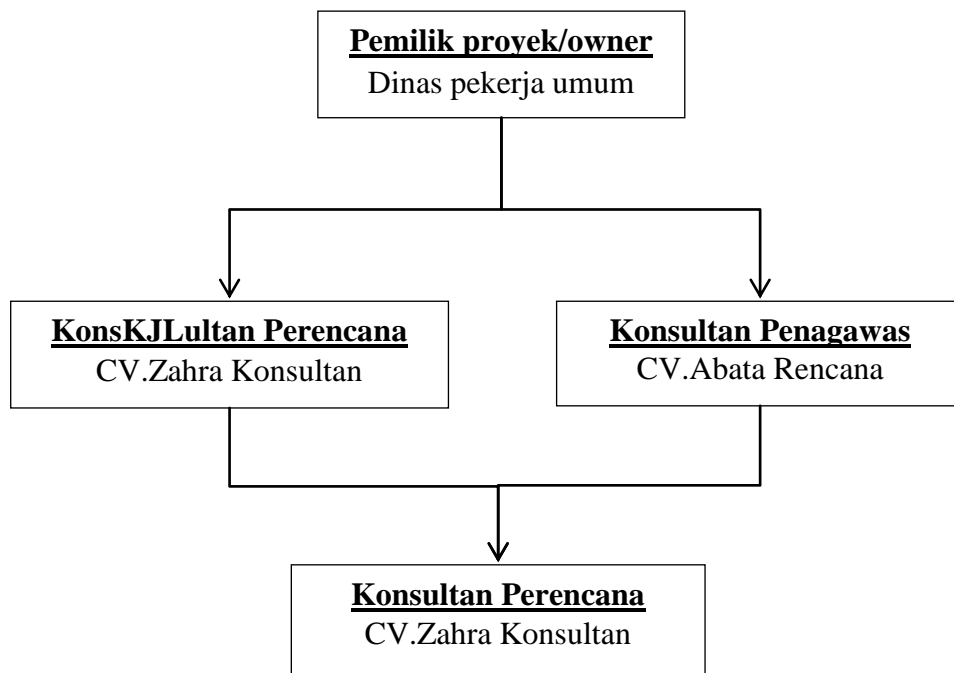 Pemilik proyek/owner
Dinas pekerja umum
KonsKJLultan Perencana
CV.Zahra Konsultan
Konsultan Penagawas
CV.Abata Rencana
Konsultan Perencana
CV.Zahra Konsultan